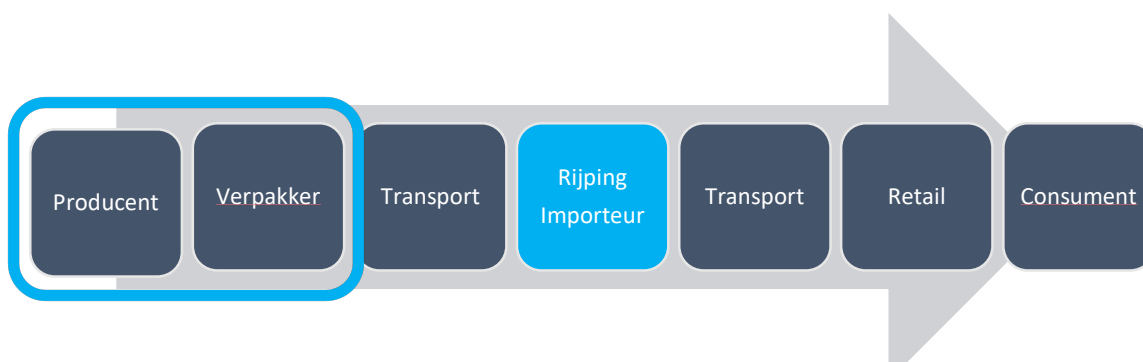 Producent
Verpakker
Transport
Rijping
Importeur
Transport
Retail
Consument